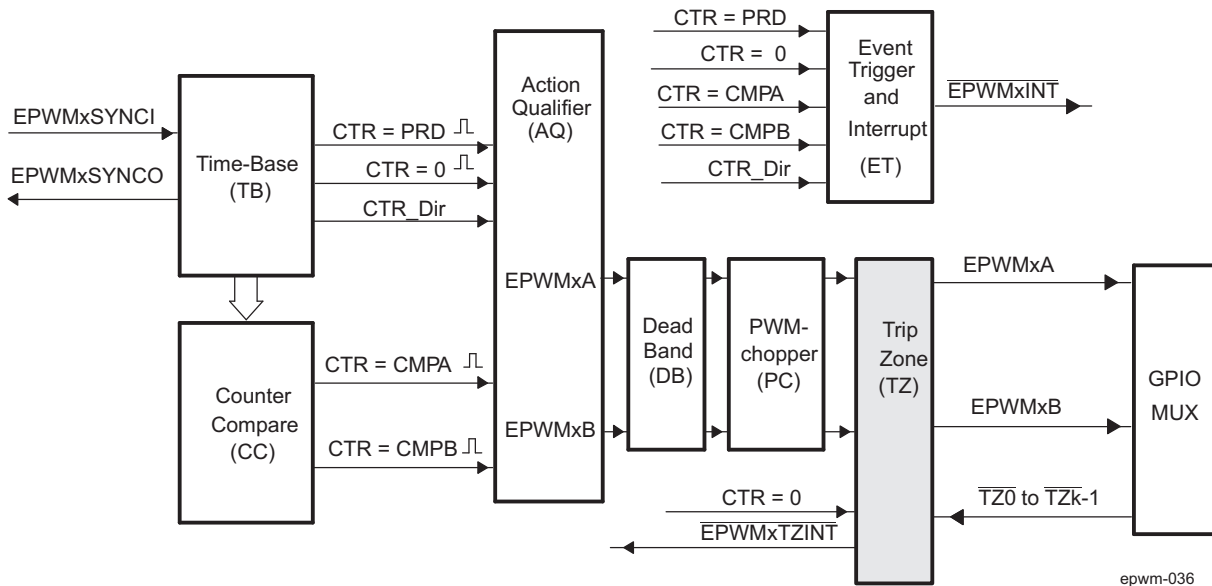 EPWMxSYNCI
EPWMxSYNCO
Time-Base
(TB)
CTR = PRD
CTR = 0
CTR_Dir
Counter
Compare
(CC)
CTR = CMPA
CTR = CMPB
Action
Qualifier
(AQ)
EPWMxA
EPWMxB
CTR = PRD
CTR = 0
CTR = CMPA
CTR = CMPB
CTR_Dir
Event
Trigger
and
Interrupt
(ET)
EPWMxINT
Dead
Band
(DB)
PWM-
chopper
(PC)
Trip
Zone
(TZ)
CTR = 0
EPWMxTZINT
EPWMxA
EPWMxB
TZ0 to TZk-1
GPIO
MUX
epwm-036